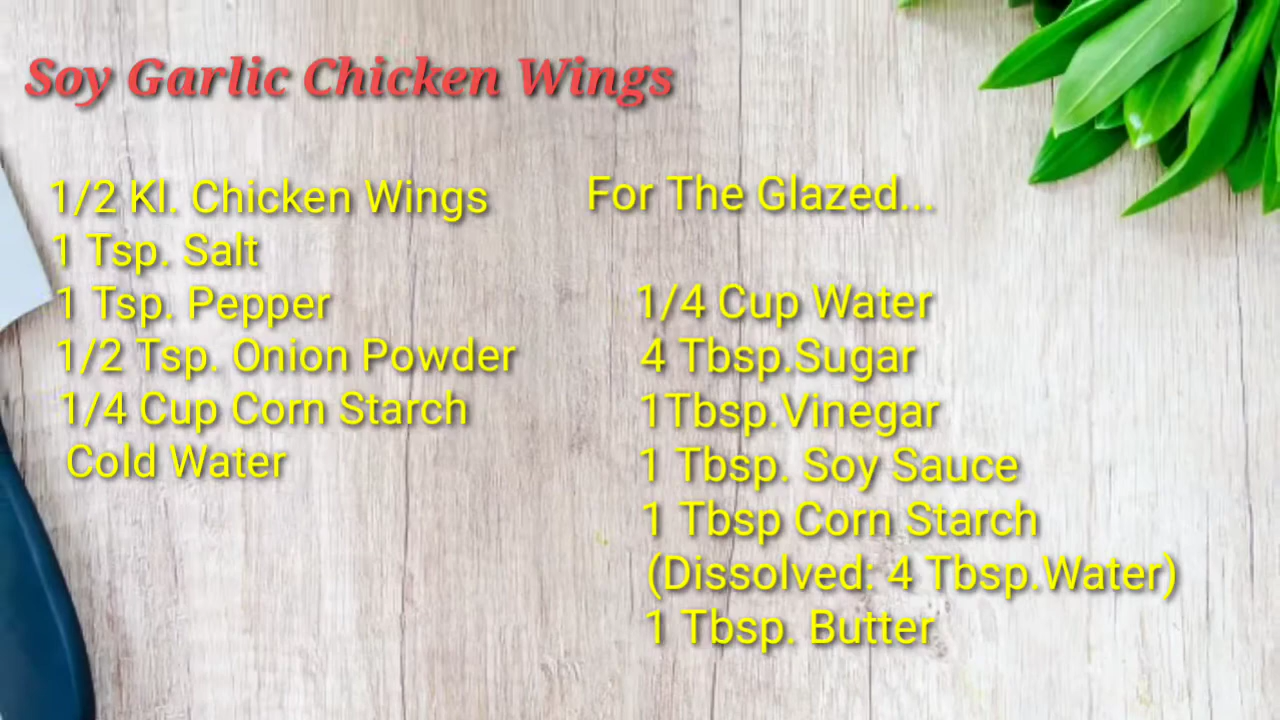 Soy Garlic Chicken Wings
1/2 Kl. Chicken Wings
1 Tsp. Salt
1 Tsp. Pepper
1/2 Tsp. Onion Powder
1/4 Cup Corn Starch
Cold Water
For The Glazed...
1/4 Cup Water
4 Tbsp.Sugar
1Tbsp.Vinegar
1 Tbsp. Soy Sauce
1 Tbsp Corn Starch
(Dissolved: 4 Tbsp.Water)
1 Tbsp. Butter